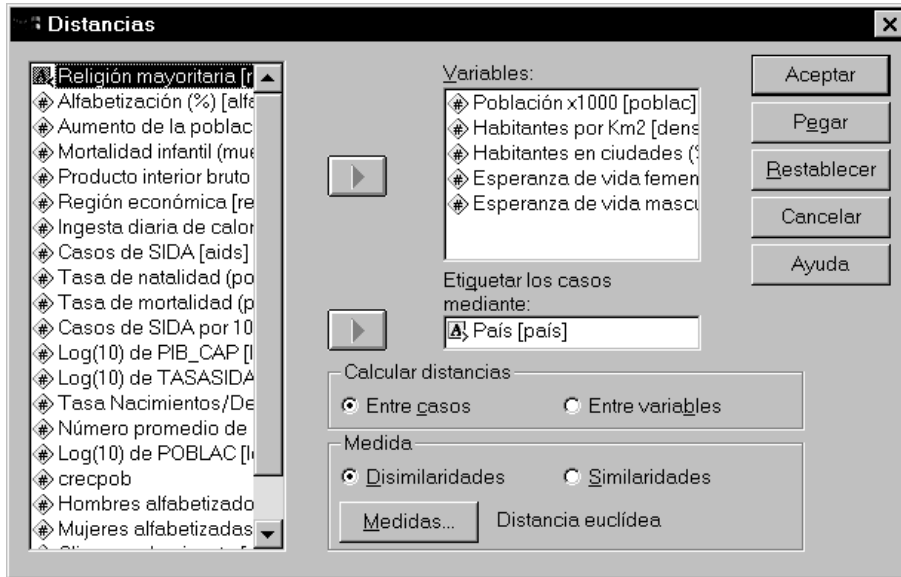 Distancias
Religión mayoritaria [r
Alfabetización (%) [alfa
Aumento de la poblac
Mortalidad infantil (mue
Producto interior bruto
Región económica [re
Ingesta diaria de calor
Casos de SIDA [aids]
Tasa de natalidad (po
Tasa de mortalidad (p
Casos de SIDA por 10
Log(10) de PIB_CAP [l
Log(10) de TASASIDA
Tasa Nacimientos/De
Número promedio de
Log(10) de POBLAC [l
crecpob
Hombres alfabetizado
Mujeres alfabetizadas
Variables:
Población x1000 [poblac]
Habitantes por Km2 [dens
Habitantes en ciudades (%
Esperanza de vida femen
Esperanza de vida mascu
Etiquetar los casos
mediante:
País [país]
Calcular distancias
Entre casos
Entre variables
Medida
Disimilaridades
Similaridades
Medidas...
Distancia euclídea
Aceptar
Pegar
Restablecer
Cancelar
Ayuda